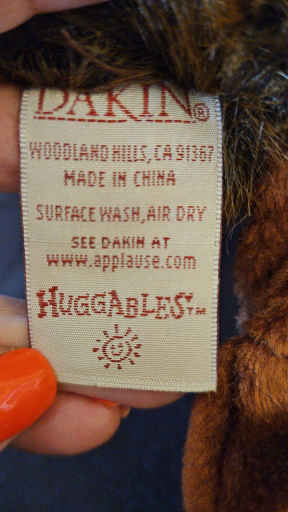 DAKIN®
WOODLAND HILLS, CA 91367
MADE IN CHINA
SURFACE WASH, AIR DRY
SEE DAKIN AT
www.applause.com
HUGGABLES™